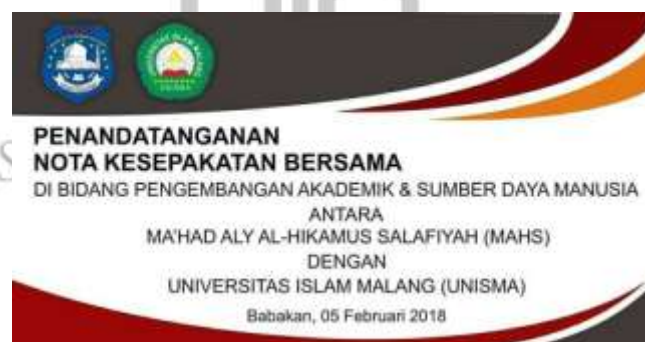 PENANDATANGANAN
NOTA KESEPAKATAN BERSAMA
DI BIDANG PENGEMBANGAN AKADEMIK & SUMBER DAYA MANUSIA
ANTARA
MA'HAD ALY AL-HIKAMUS SALAFIYAH (MAHS)
DENGAN
UNIVERSITAS ISLAM MALANG (UNISMA)
Babakan, 05 Februari 2018